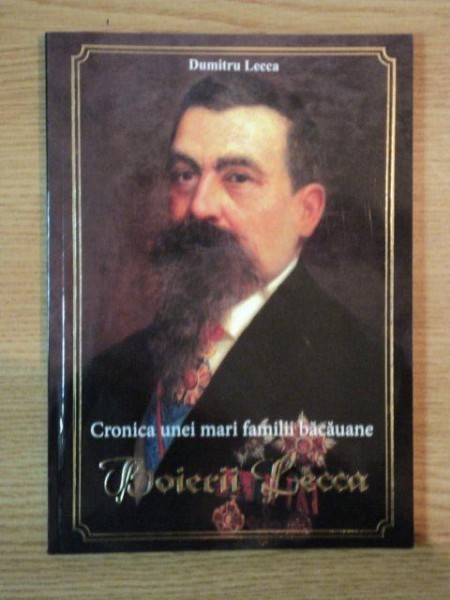 Dumitru Lecca
Cronica unei mari familii băcăuane
Boierii Lecca